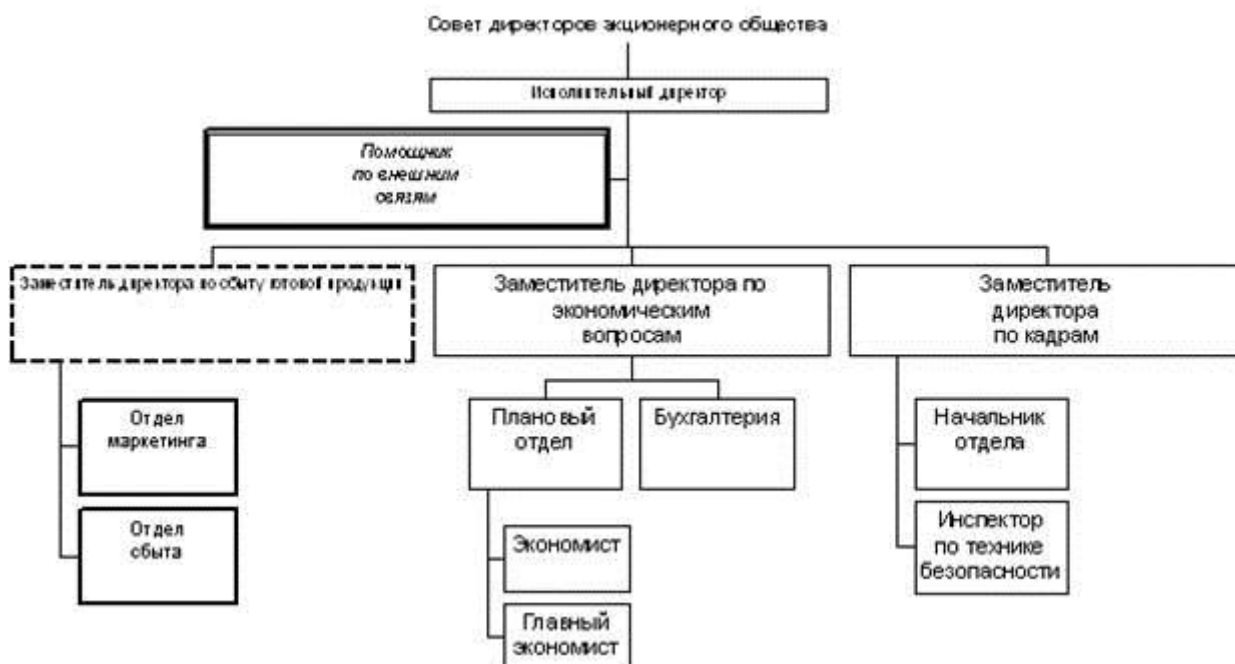 Совет директоров акционерного общества
Исполнительный директор
Помощник
по внешним
связям
Заместитель директора по сбыту готовой продукции
Заместитель директора по
экономическим
вопросам
Заместитель
директора
по кадрам
Отдел
маркетинга
Отдел
сбыта
Плановый
отдел
Бухгалтерия
Экономист
Главный
экономист
Начальник
отдела
Инспектор
по технике
безопасности